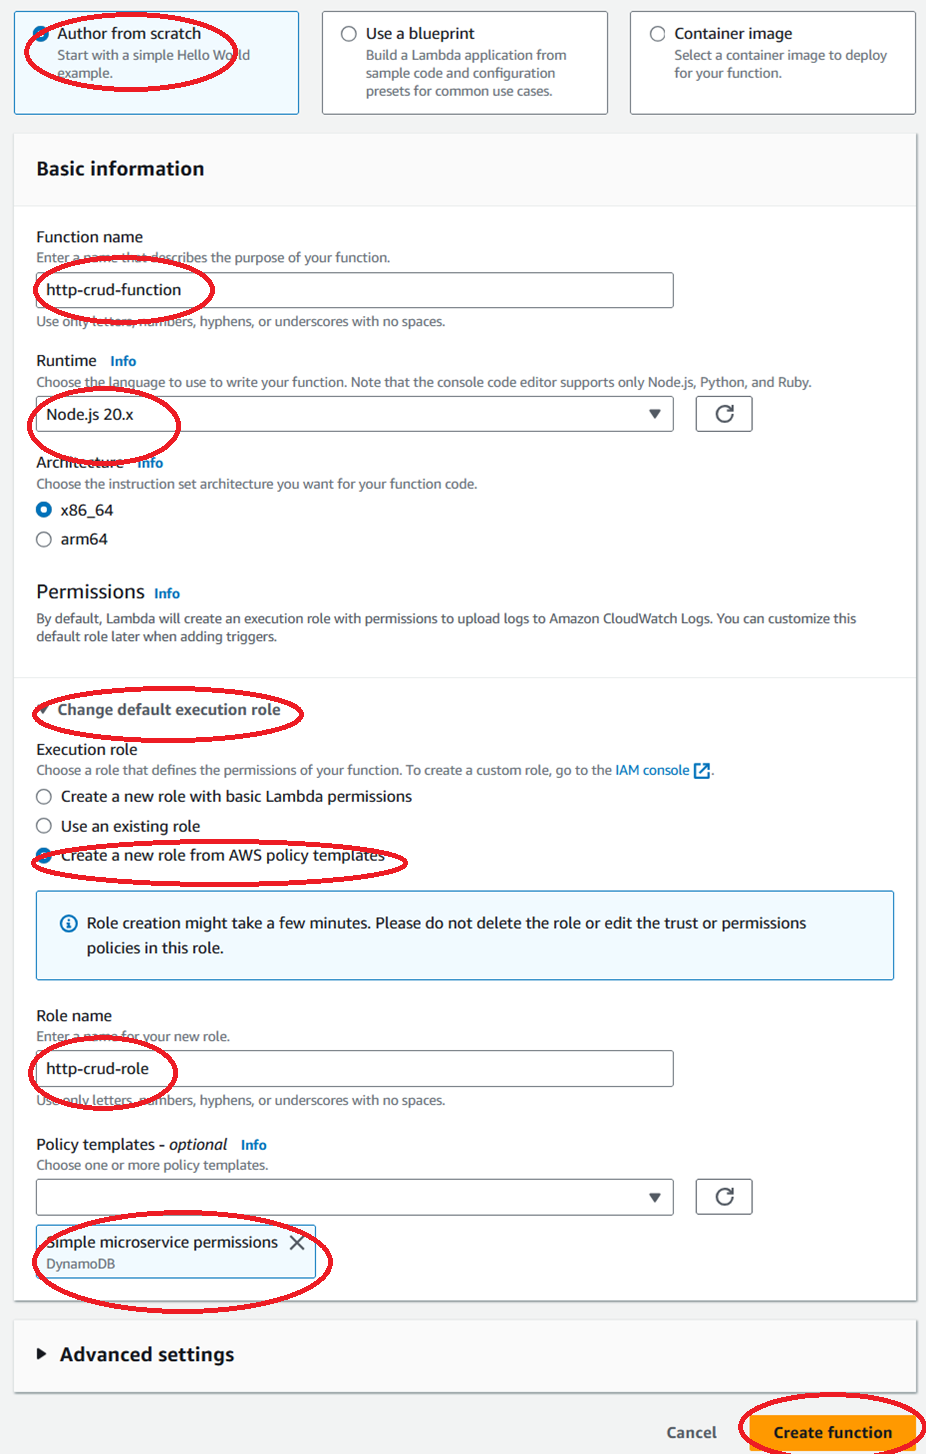 Author from scratch
Start with a simple Hello World
example.
Use a blueprint
Build a Lambda application from
sample code and configuration
presets for common use cases.
Container image
Select a container image to deploy
for your function.
Basic information
Function name
Enter a name that describes the purpose of your function.
http-crud-function
Use only letters, numbers, hyphens, or underscores with no spaces.
Runtime Info
Choose the language to use to write your function. Note that the console code editor supports only Node.js, Python, and Ruby.
Node.js 20.x
Architecture Info
Choose the instruction set architecture you want for your function code.
x86_64
arm64
Permissions Info
By default, Lambda will create an execution role with permissions to upload logs to Amazon CloudWatch Logs. You can customize this
default role later when adding triggers.
Change default execution role
Execution role
Choose a role that defines the permissions of your function. To create a custom role, go to the IAM console.
Create a new role with basic Lambda permissions
Use an existing role
Create a new role from AWS policy templates
Role creation might take a few minutes. Please do not delete the role or edit the trust or permissions
policies in this role.
Role name
Enter a name for your new role.
http-crud-role
Use only letters, numbers, hyphens, or underscores with no spaces.
Policy templates - optional Info
Choose one or more policy templates.
Simple microservice permissions
DynamoDB
Advanced settings
Cancel
Create function